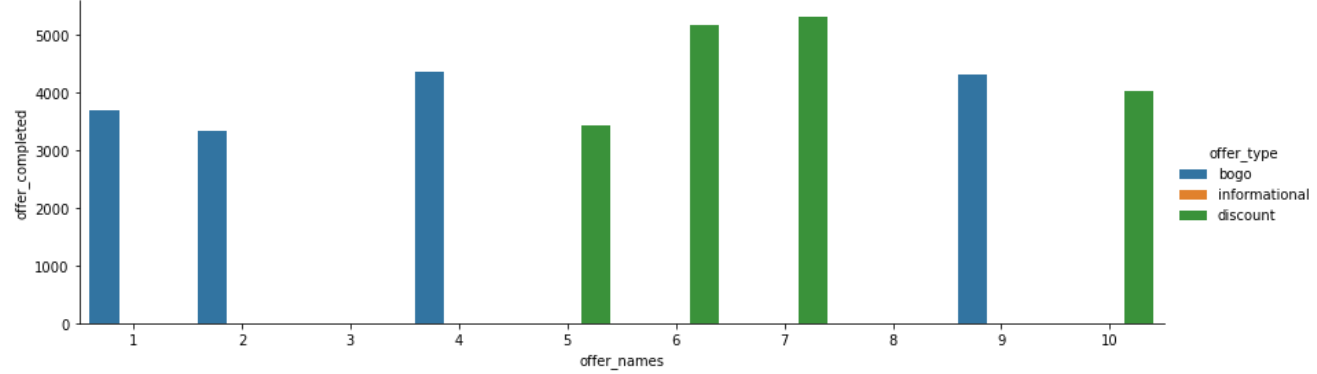 5000
4000
3000
2000
1000
0
offer_completed
1 2 3 4 5 6 7 8 9 10
offer_names
offer_type
bogo
informational
discount